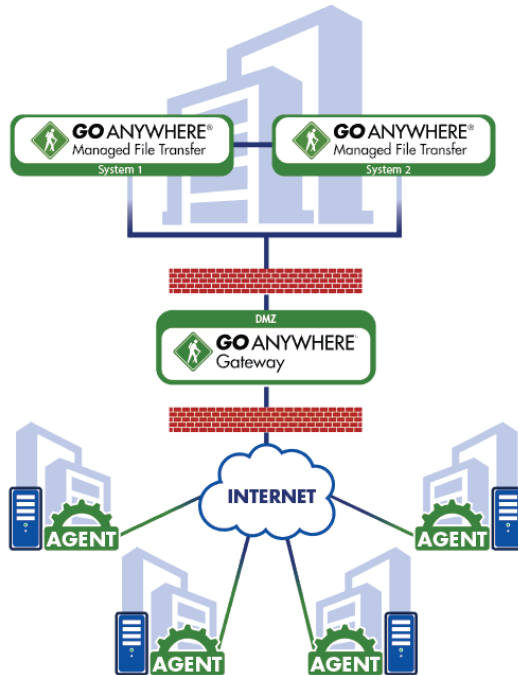 GO ANYWHERE®
Managed File Transfer
System 1
GO ANYWHERE®
Managed File Transfer
System 2
DMZ
GO ANYWHERE
Gateway
INTERNET
AGENT
AGENT
AGENT
AGENT